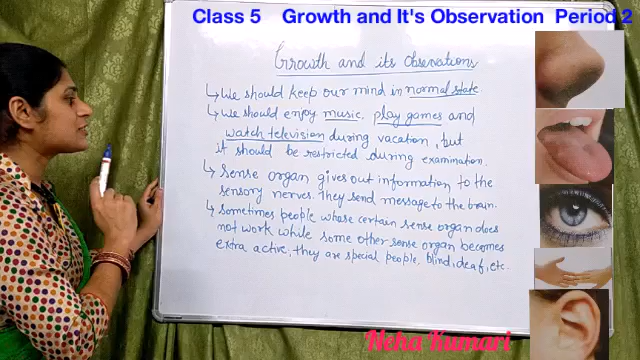 Class 5 Growth and It's Observation Period 2
Growth and its Obsevations
↳ We should keep our mind in normal state.
↳ We should enjoy music, play games and
watch television during vacation, but
it should be restricted during examination.
↳ Sense organ gives out information to the
sensory nerves. They send message to the brain.
↳ Sometimes people whose certain sense organ does
not work while some other sense organ becomes
extra active, they are special people, blind, deaf, etc.
Neha Kumari